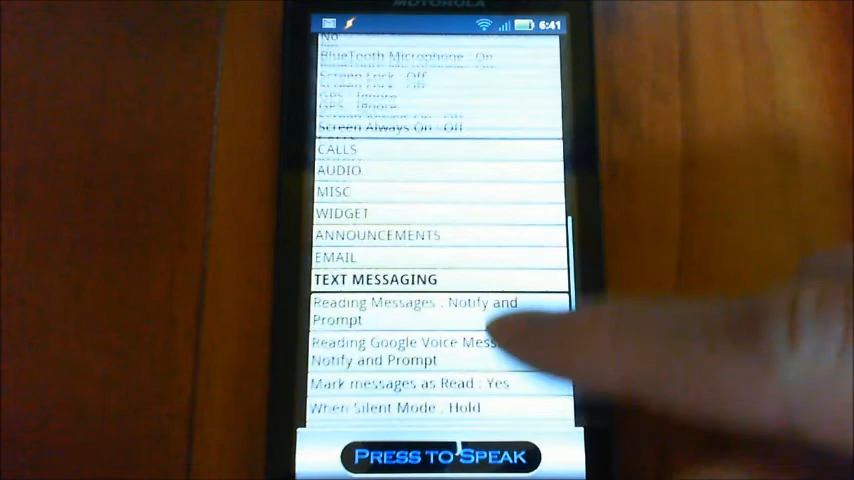 MOTOROLA
6:41
No
BlueTooth Microphone : On
Screen Lock : Off
GPS : Ignore
Screen Always On : Off
CALLS
AUDIO
MISC
WIDGET
ANNOUNCEMENTS
EMAIL
TEXT MESSAGING
Reading Messages : Notify and
Prompt
Reading Google Voice Mess
Notify and Prompt
Mark messages as Read : Yes
When Silent Mode : Hold
PRESS TO SPEAK